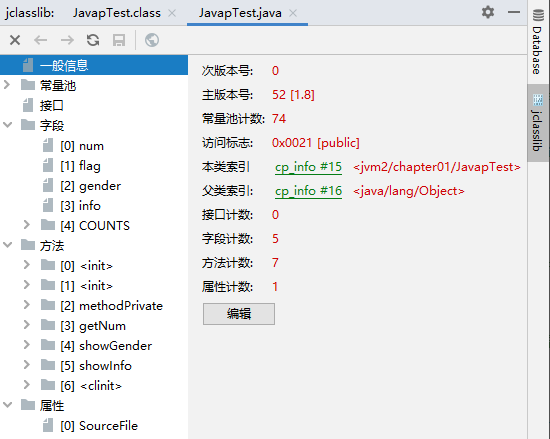 jclasslib: JavapTest.class JavapTest.java
一般信息
常量池
接口
字段
[0] num
[1] flag
[2] gender
[3] info
[4] COUNTS
方法
[0] <init>
[1] <init>
[2] methodPrivate
[3] getNum
[4] showGender
[5] showInfo
[6] <clinit>
属性
[0] SourceFile
次版本号: 0
主版本号: 52 [1.8]
常量池计数: 74
访问标志: 0x0021 [public]
本类索引 cp_info #15 <jvm2/chapter01/JavapTest>
父类索引: cp_info #16 <java/lang/Object>
接口计数: 0
字段计数: 5
方法计数: 7
属性计数: 1
编辑
Database
jclasslib